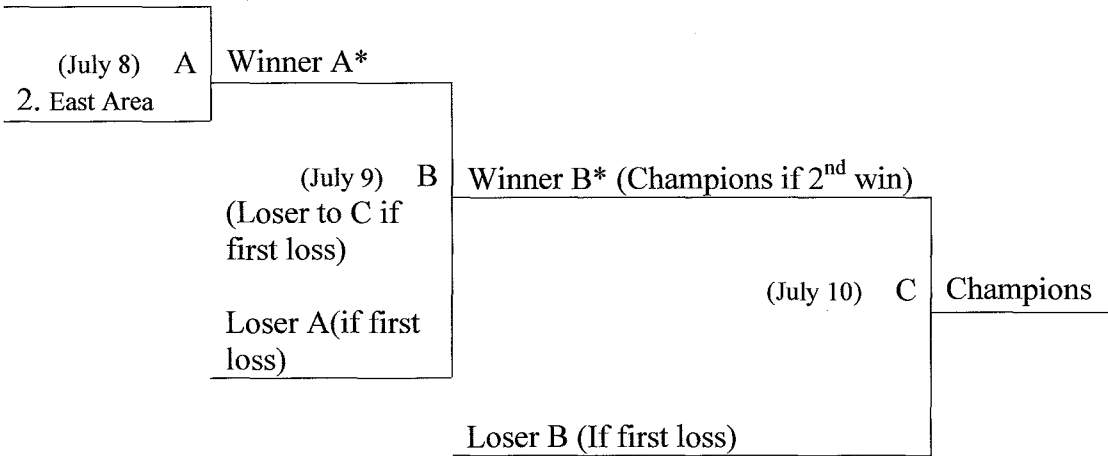 (July 8) A
Winner A*
2. East Area
(July 9) B
Winner B* (Champions if 2nd win)
(Loser to C if
first loss)
(July 10) C
Champions
Loser A(if first
loss)
Loser B (If first loss)